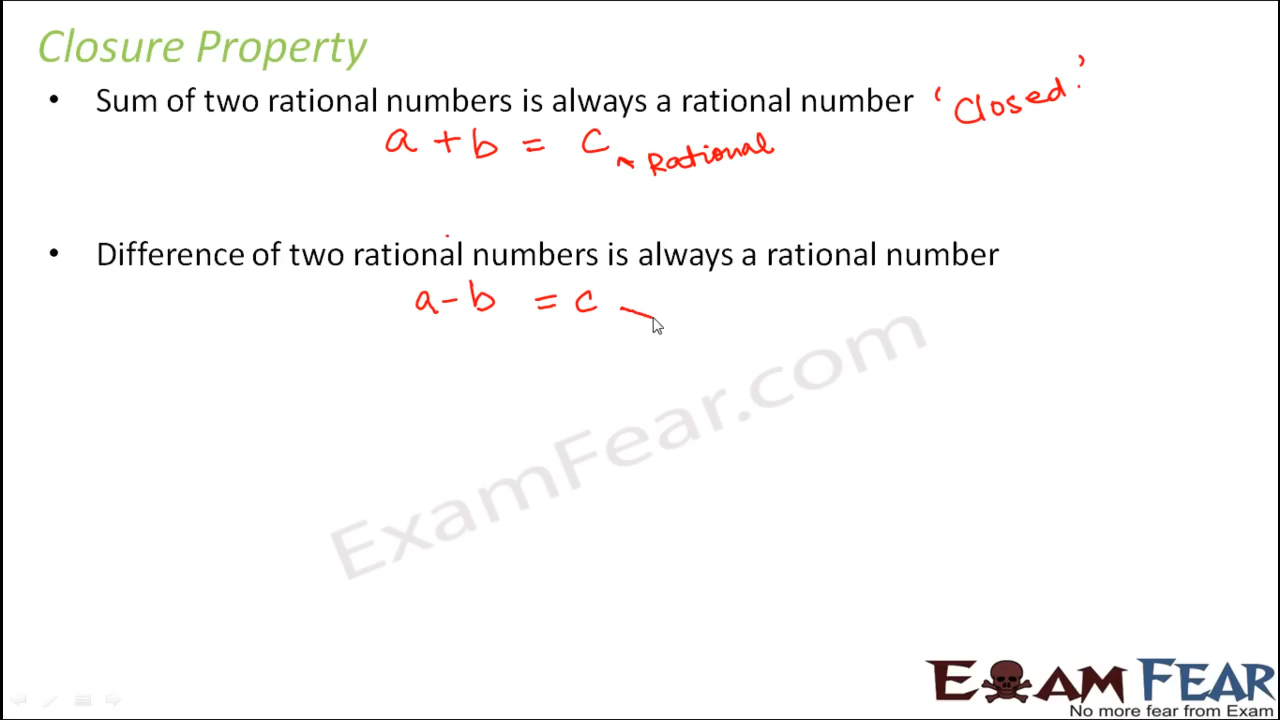 Closure Property
• Sum of two rational numbers is always a rational number 'Closed.'
a + b = c Rational
• Difference of two rational numbers is always a rational number
a - b = c
ExamFear.com
EXAM FEAR
No more fear from Exam